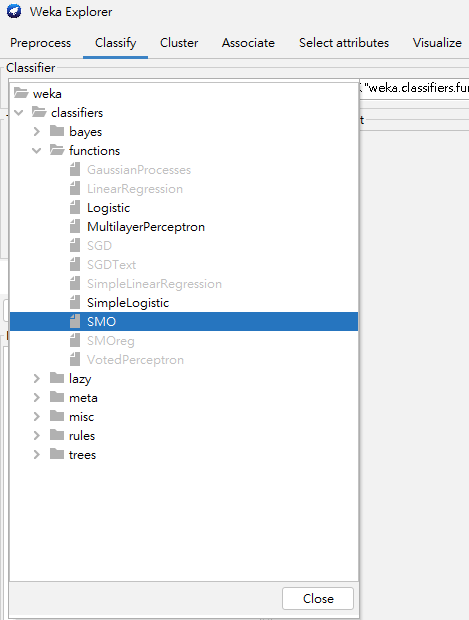 Weka Explorer
Preprocess Classify Cluster Associate Select attributes Visualize
Classifier
"weka.classifiers.fur
weka
classifiers
bayes
functions
GaussianProcesses
LinearRegression
Logistic
MultilayerPerceptron
SGD
SGDText
SimpleLinearRegression
SimpleLogistic
SMO
SMOreg
VotedPerceptron
lazy
meta
misc
rules
trees
Close